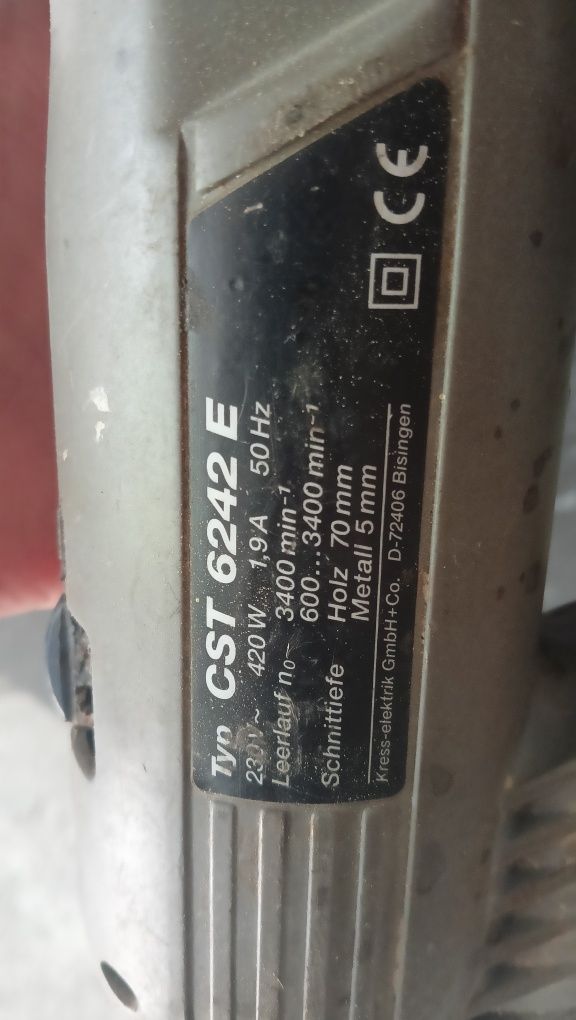 Typ CST 6242 E
230V ~ 420 W 1,9 A 50 Hz
Leerlauf n₀ 3400 min⁻¹
600...3400 min⁻¹
Schnittiefe Holz 70 mm
Metall 5 mm
Kress-elektrik GmbH+Co. D-72406 Bisingen
CE